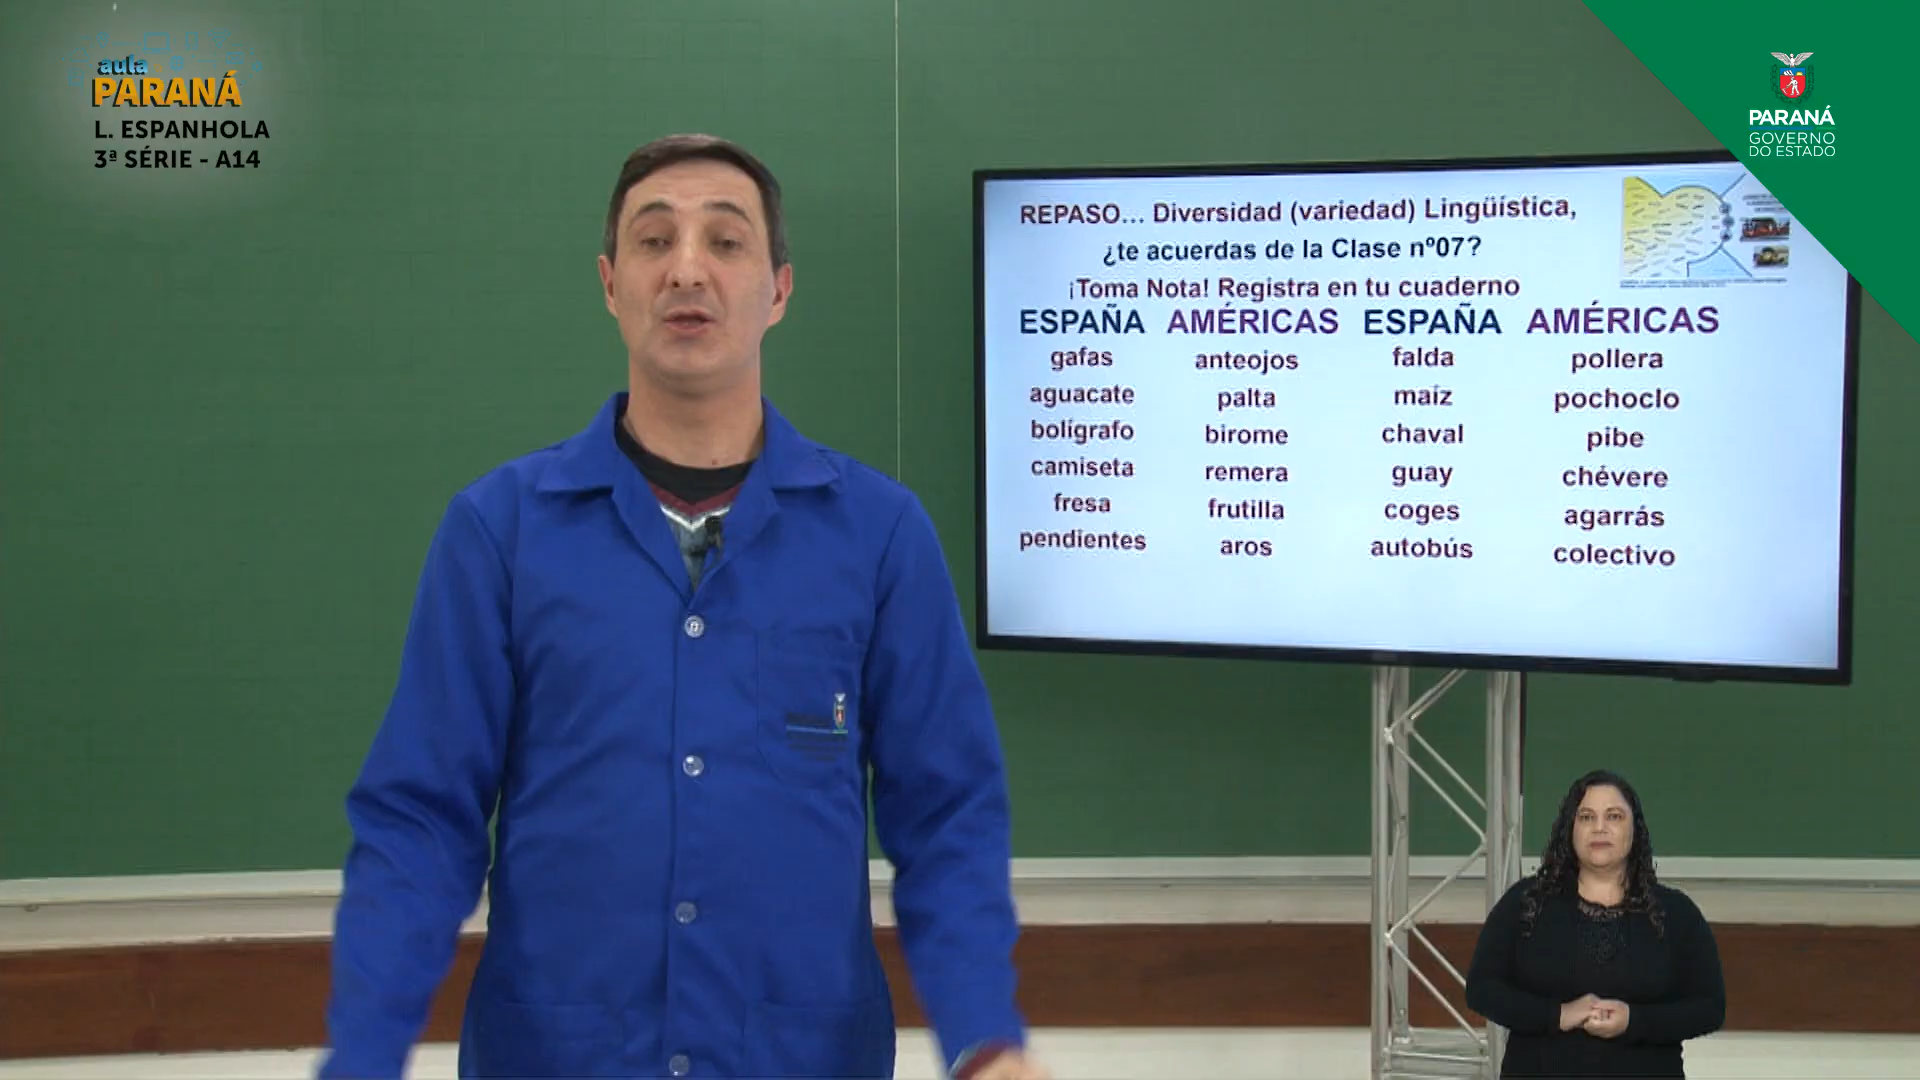 aula
PARANÁ
L. ESPANHOLA
3ª SÉRIE - A14
PARANÁ
GOVERNO
DO ESTADO
REPASO... Diversidad (variedad) Lingüística,
¿te acuerdas de la Clase nº07?
¡Toma Nota! Registra en tu cuaderno
ESPAÑA AMÉRICAS ESPAÑA AMÉRICAS
gafas anteojos falda pollera
aguacate palta maíz pochoclo
bolígrafo birome chaval pibe
camiseta remera guay chévere
fresa frutilla coges agarrás
pendientes aros autobús colectivo